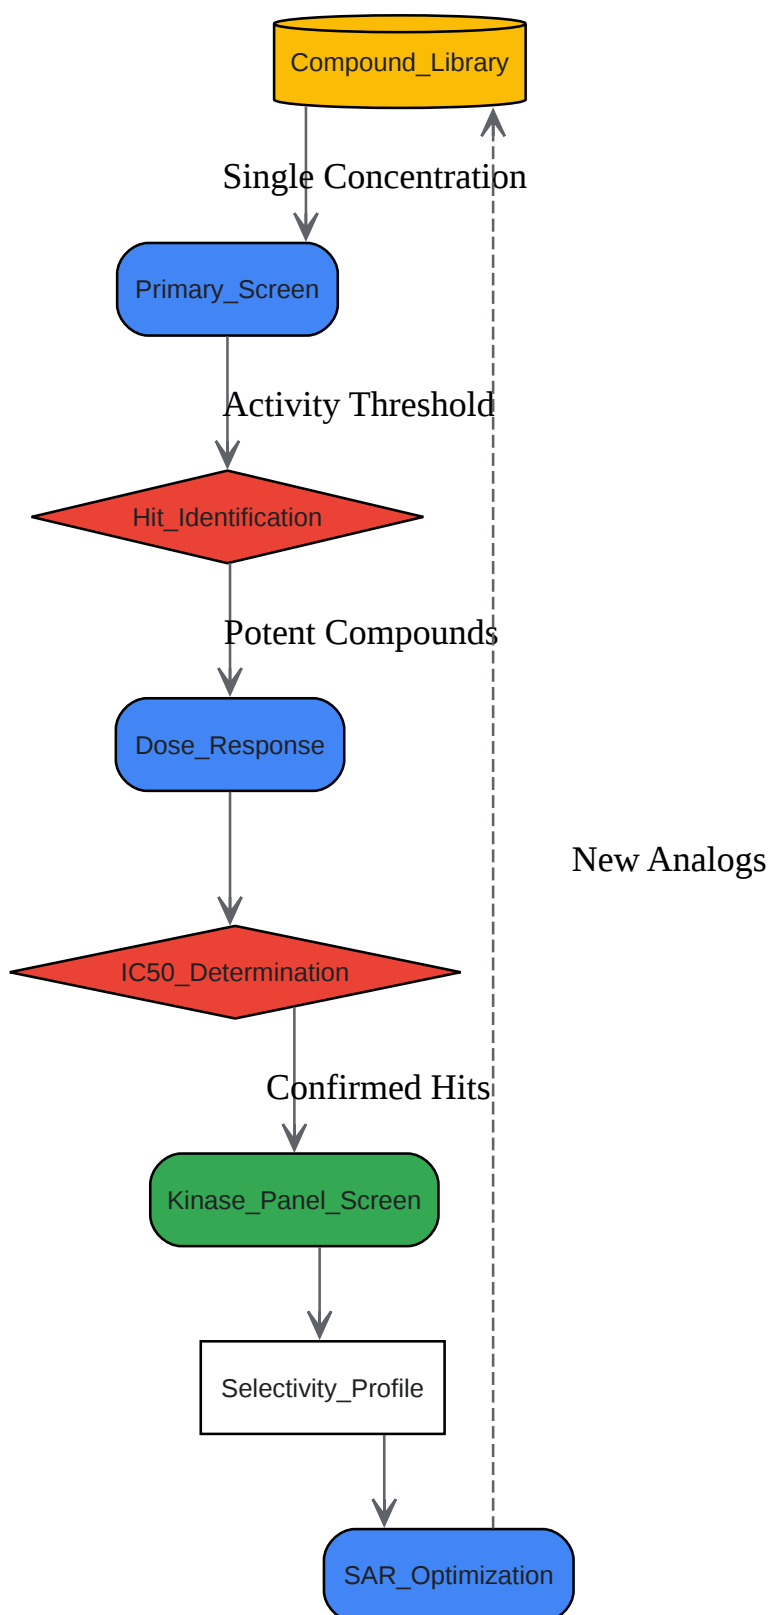 Compound_Library
Single Concentration
Primary_Screen
Activity Threshold
Hit_Identification
Potent Compounds
Dose_Response
New Analogs
IC50_Determination
Confirmed Hits
Kinase_Panel_Screen
Selectivity_Profile
SAR_Optimization